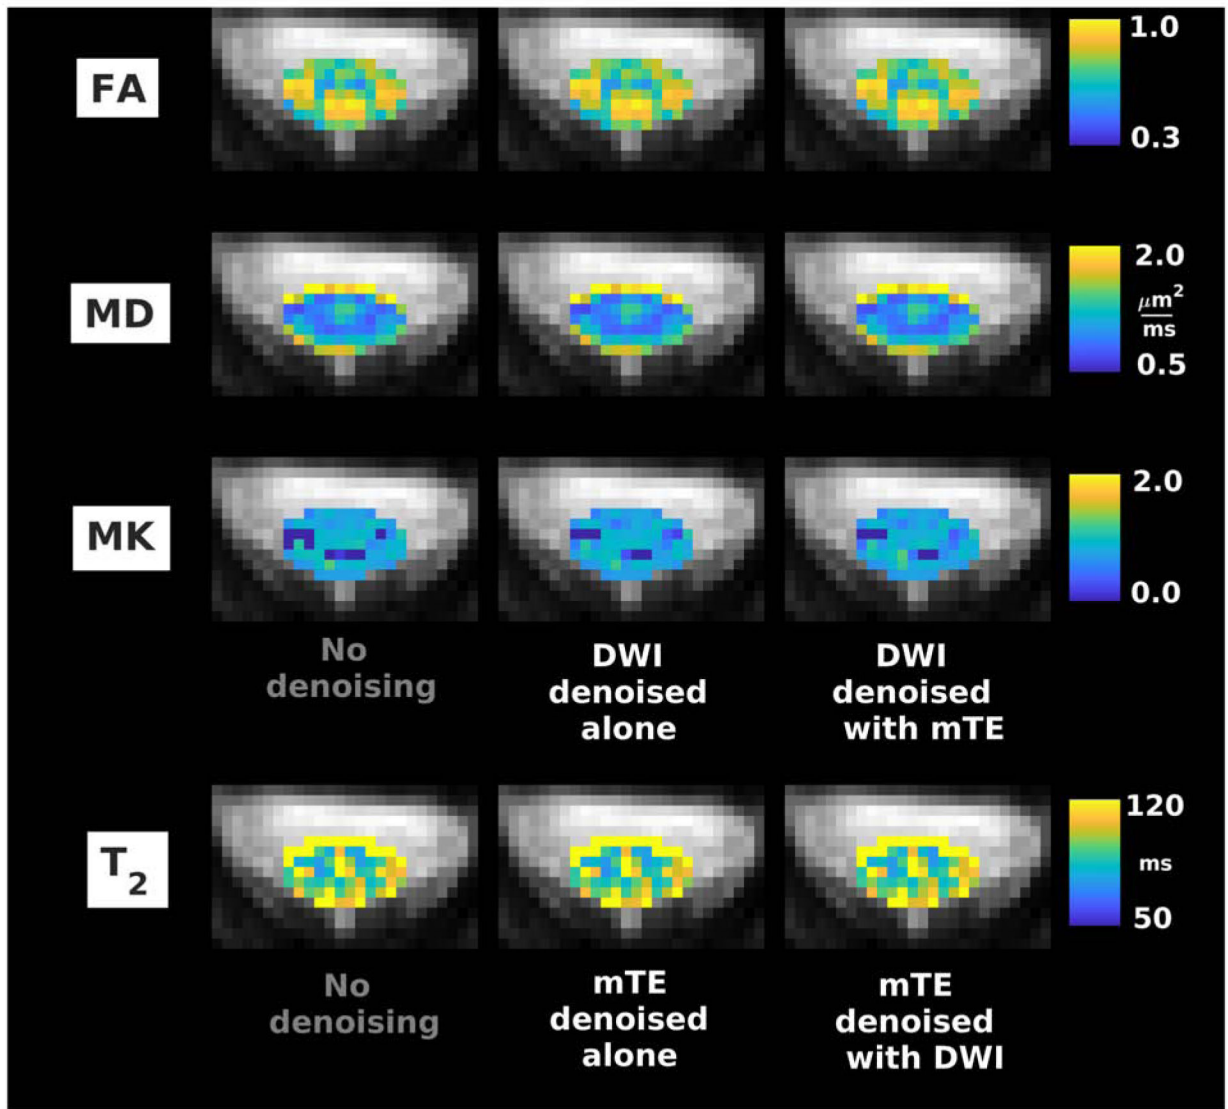 FA
1.0
0.3
MD
2.0
μm²
ms
0.5
MK
2.0
0.0
No
denoising
DWI
denoised
alone
DWI
denoised
with mTE
T₂
120
ms
50
No
denoising
mTE
denoised
alone
mTE
denoised
with DWI